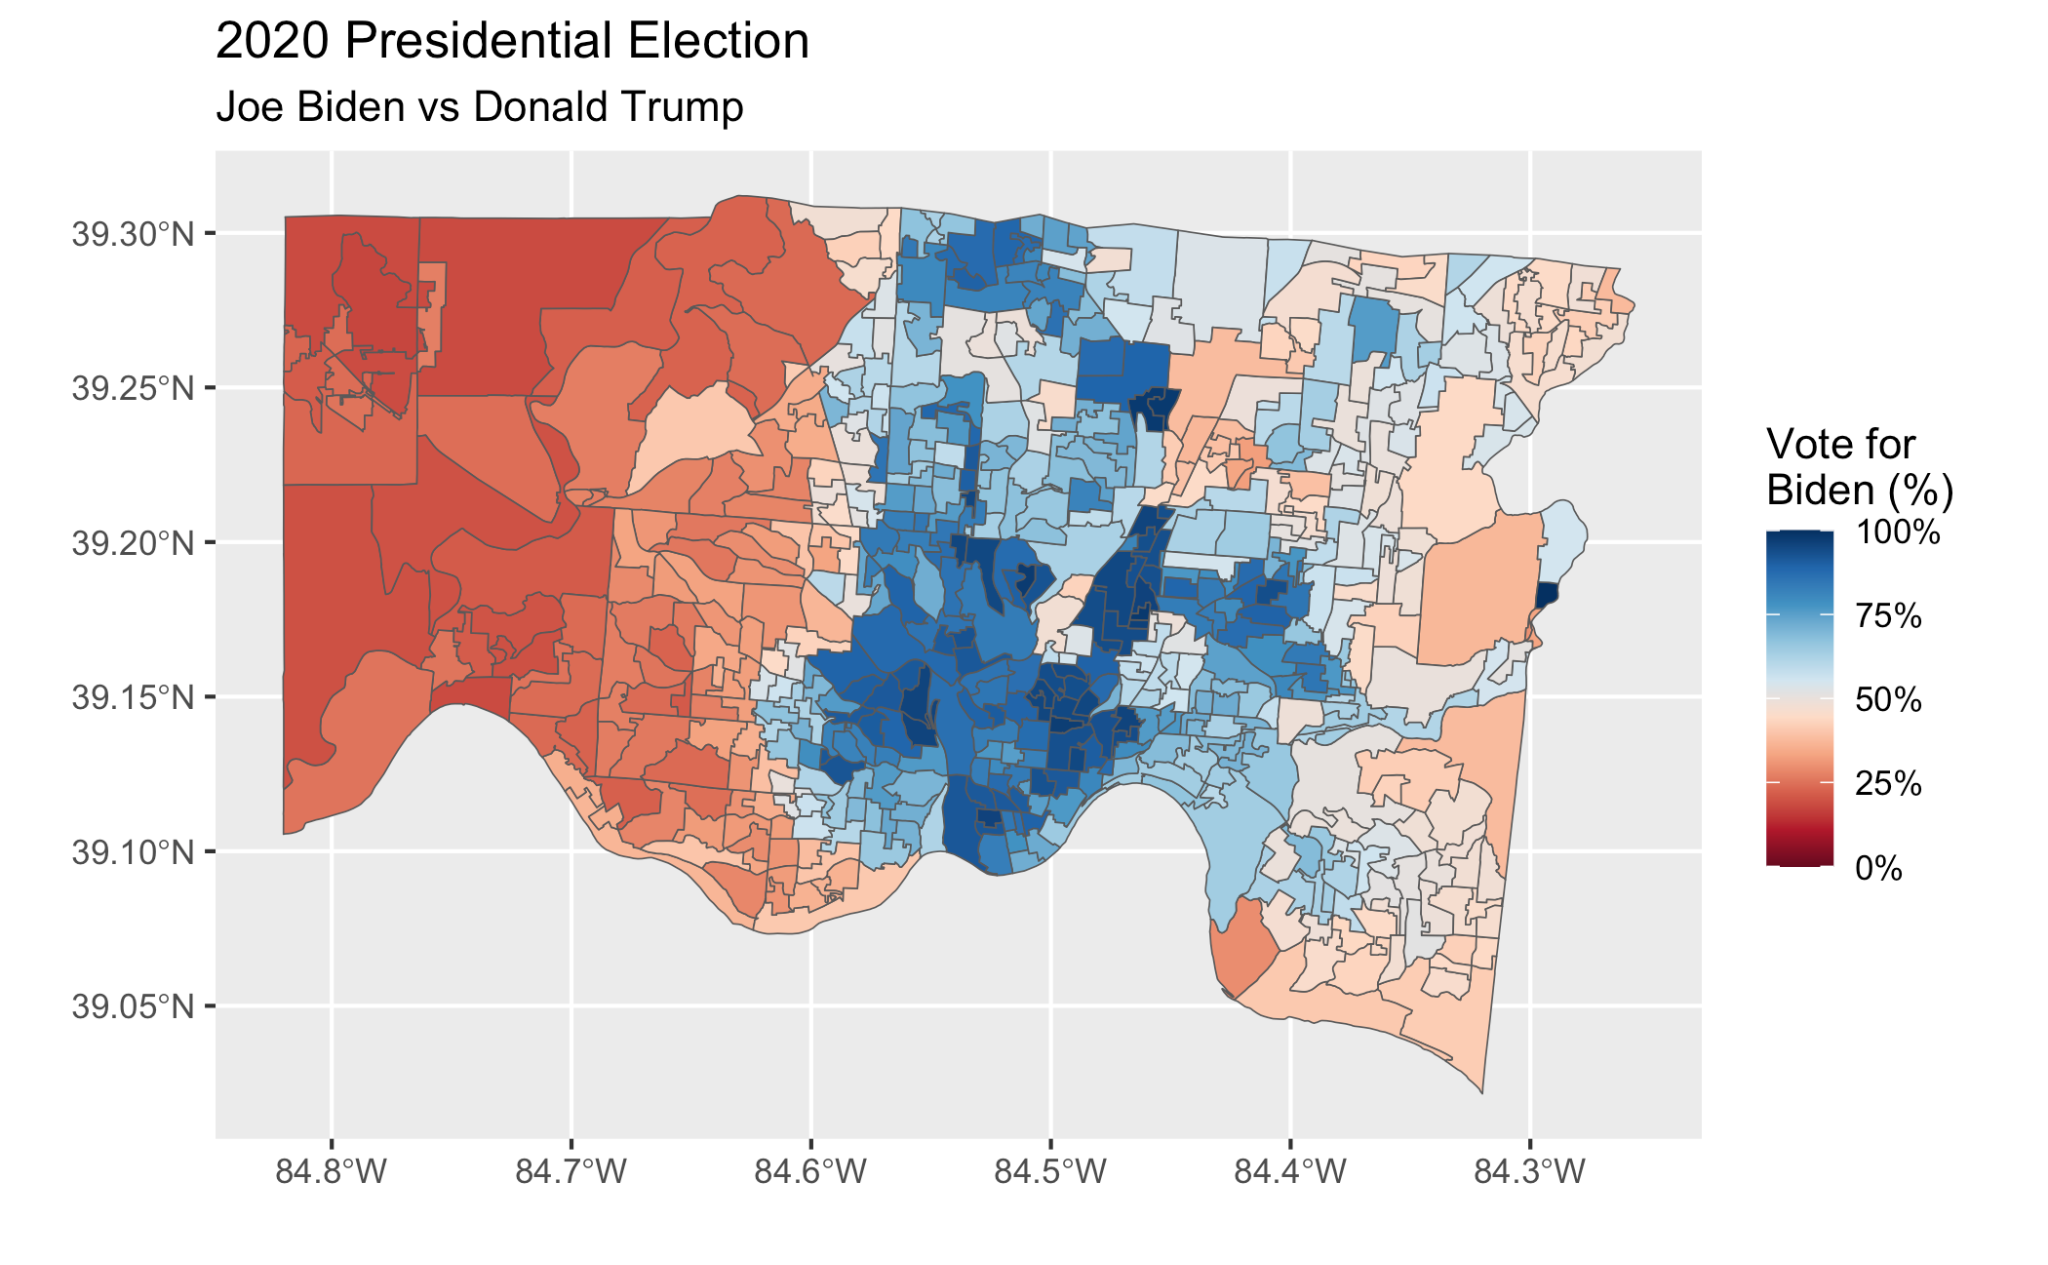 2020 Presidential Election
Joe Biden vs Donald Trump
39.30°N
39.25°N
39.20°N
39.15°N
39.10°N
39.05°N
84.8°W
84.7°W
84.6°W
84.5°W
84.4°W
84.3°W
Vote for
Biden (%)
100%
75%
50%
25%
0%